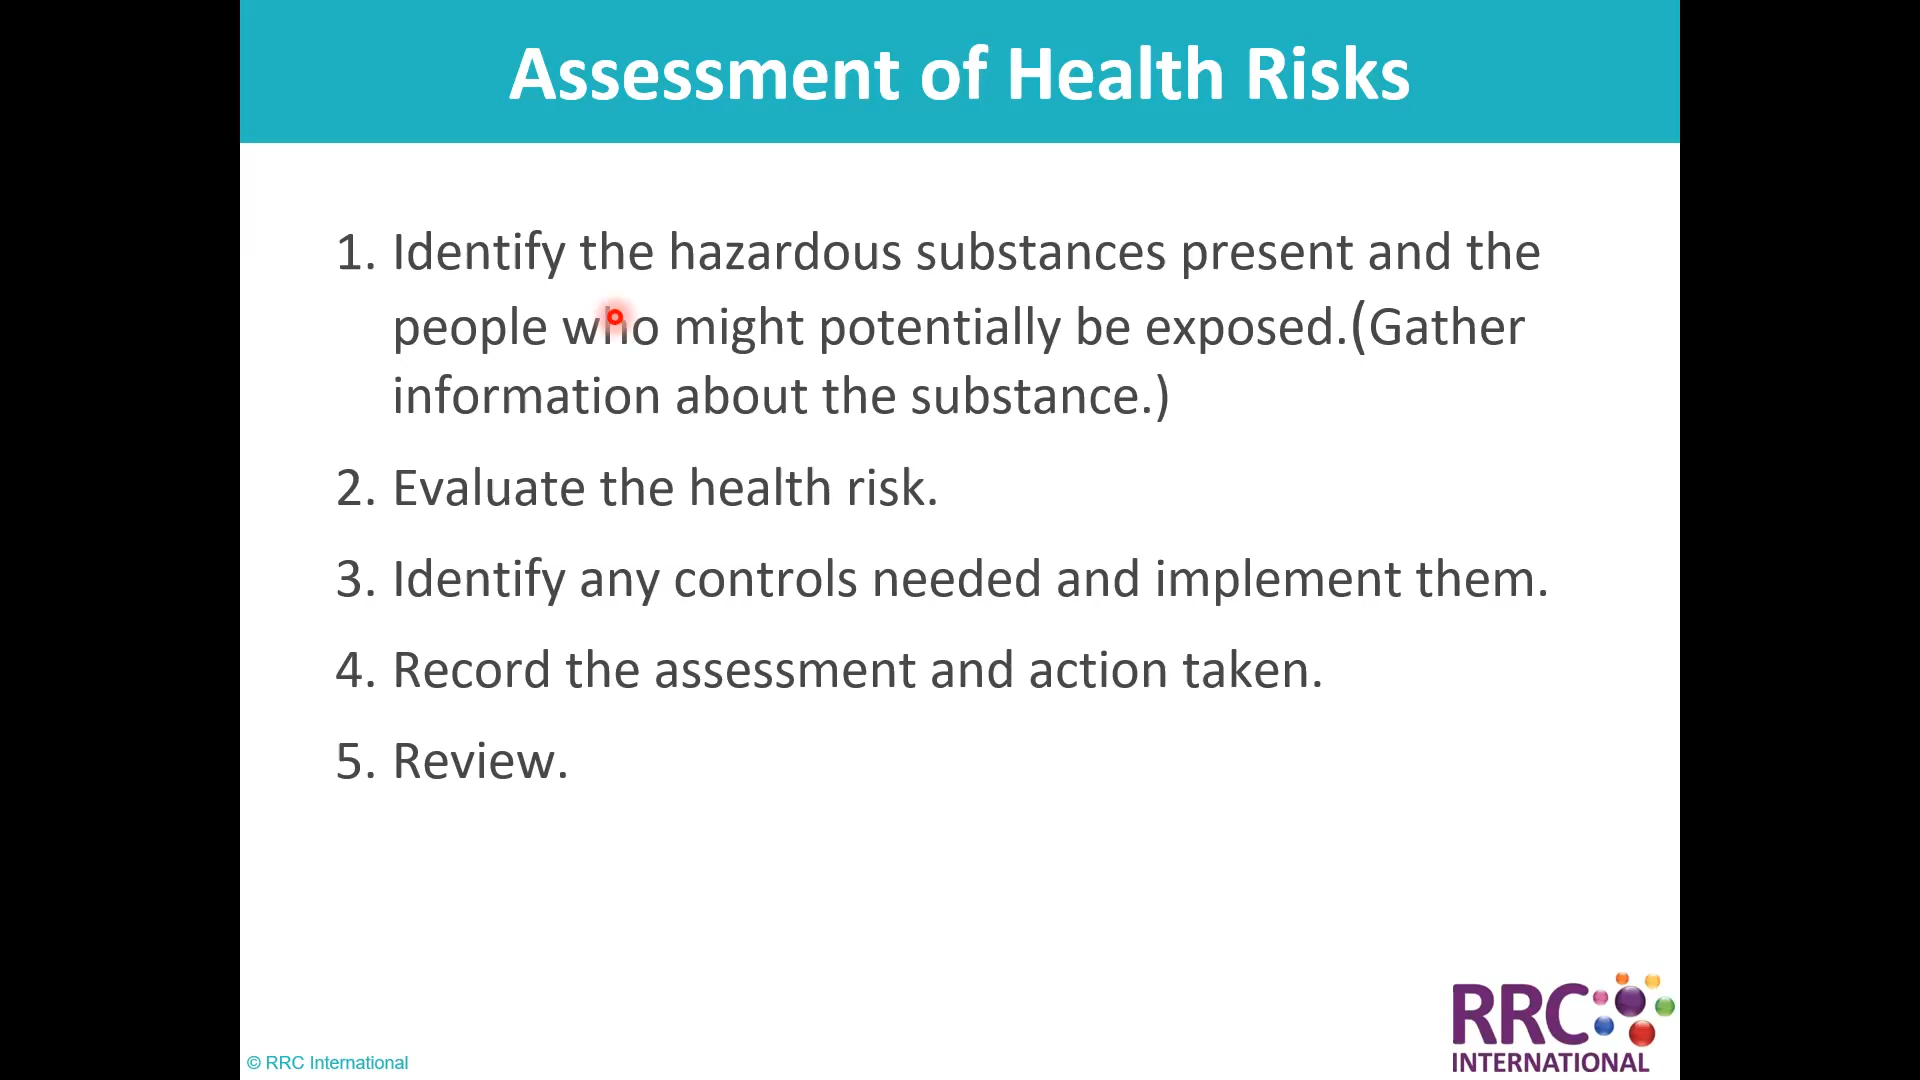 Assessment of Health Risks
1. Identify the hazardous substances present and the
people who might potentially be exposed.(Gather
information about the substance.)
2. Evaluate the health risk.
3. Identify any controls needed and implement them.
4. Record the assessment and action taken.
5. Review.
RRC
INTERNATIONAL
© RRC International